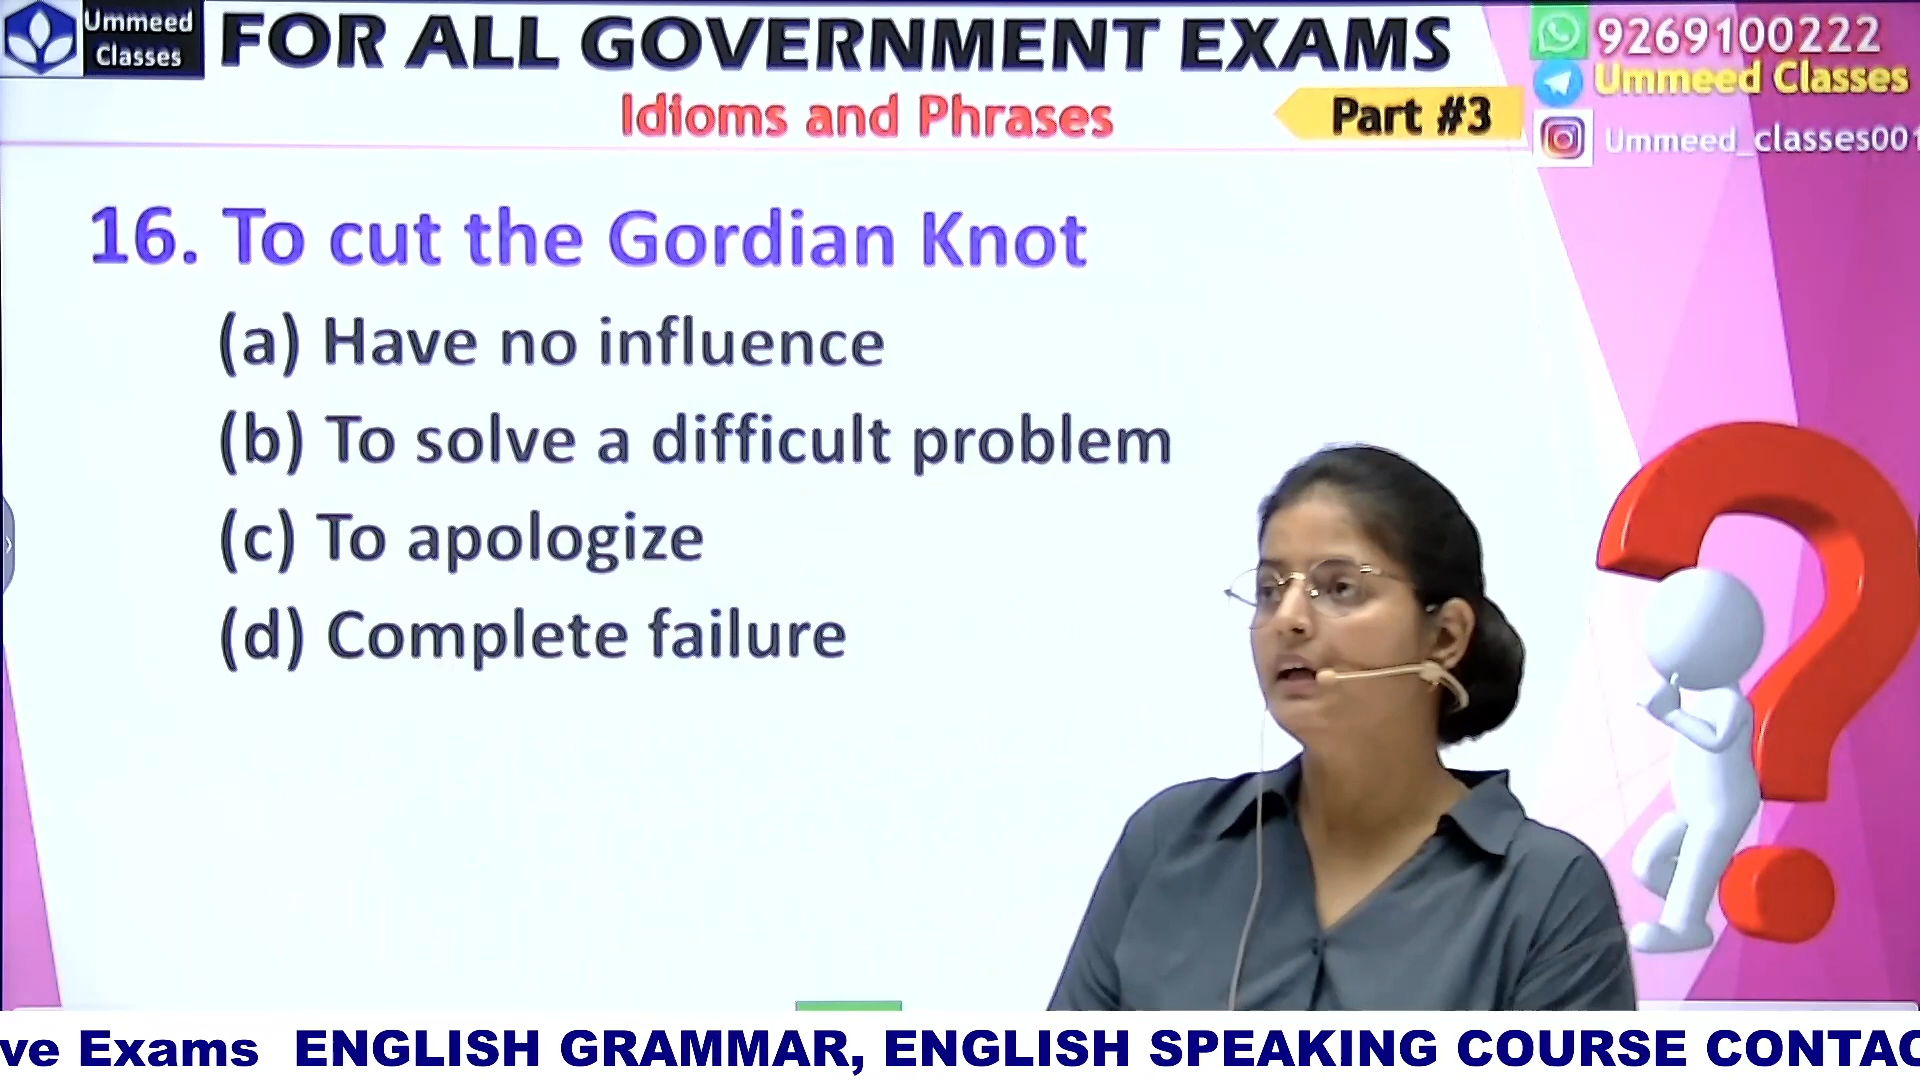 Ummeed
Classes
FOR ALL GOVERNMENT EXAMS
Idioms and Phrases
Part #3
9269100222
Ummeed Classes
Ummeed_classes001
16. To cut the Gordian Knot
(a) Have no influence
(b) To solve a difficult problem
(c) To apologize
(d) Complete failure
ve Exams ENGLISH GRAMMAR, ENGLISH SPEAKING COURSE CONTAC